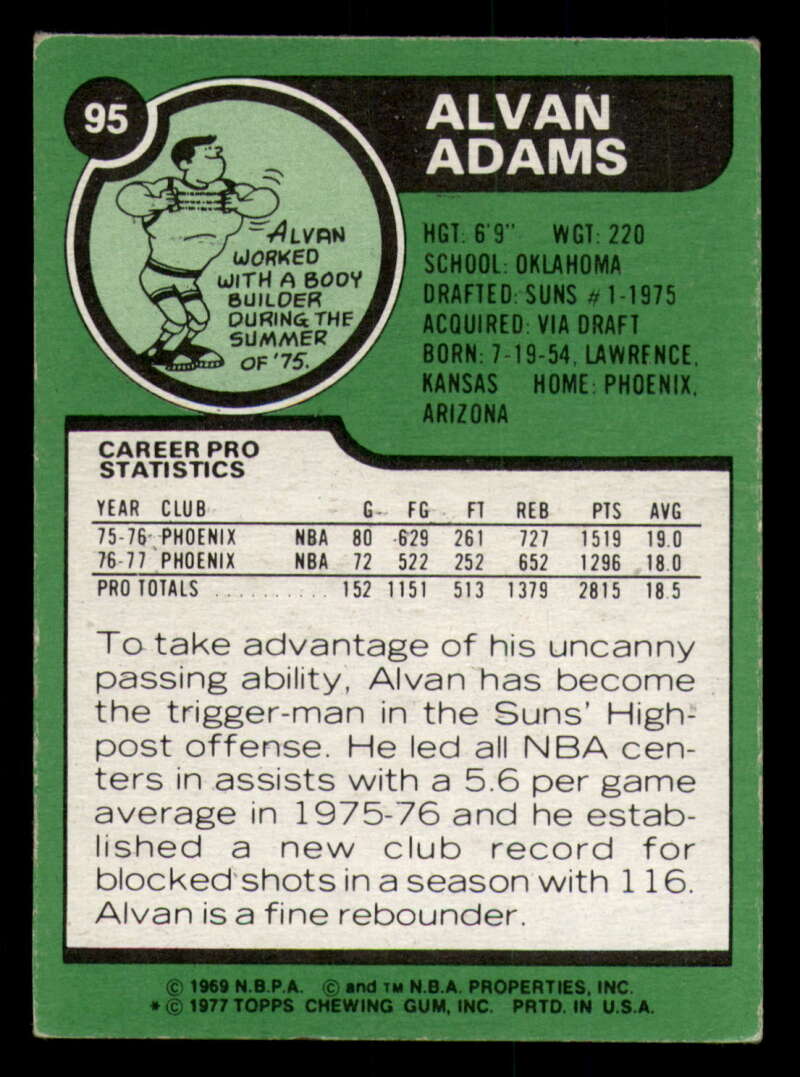 95
ALVAN
ADAMS
ALVAN
WORKED
WITH A BODY
BUILDER
DURING THE
SUMMER
OF '75.
HGT: 6'9" WGT: 220
SCHOOL: OKLAHOMA
DRAFTED: SUNS #1-1975
ACQUIRED: VIA DRAFT
BORN: 7-19-54, LAWRENCE,
KANSAS HOME: PHOENIX,
ARIZONA
CAREER PRO
STATISTICS
YEAR CLUB G FG FT REB PTS AVG
75-76 PHOENIX NBA 80 629 261 727 1519 19.0
76-77 PHOENIX NBA 72 522 252 652 1296 18.0
PRO TOTALS .......... 152 1151 513 1379 2815 18.5
To take advantage of his uncanny
passing ability, Alvan has become
the trigger-man in the Suns' High-
post offense. He led all NBA cen-
ters in assists with a 5.6 per game
average in 1975-76 and he estab-
lished a new club record for
blocked shots in a season with 116.
Alvan is a fine rebounder.
© 1969 N.B.P.A. © and TM N.B.A. PROPERTIES, INC.
* © 1977 TOPPS CHEWING GUM, INC. PRTD. IN U.S.A.